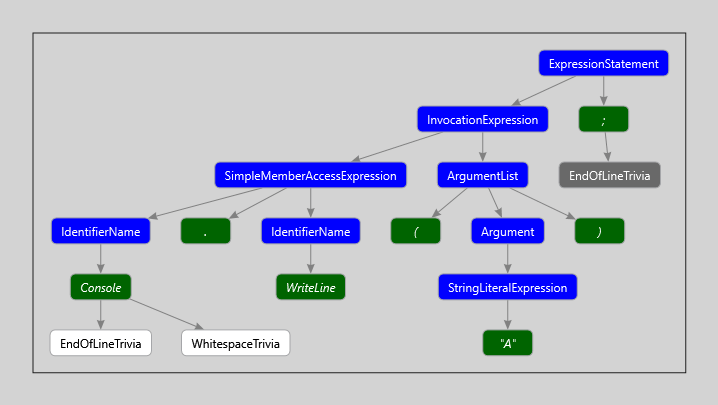 ExpressionStatement
InvocationExpression
;
SimpleMemberAccessExpression
ArgumentList
EndOfLineTrivia
IdentifierName
.
IdentifierName
(
Argument
)
Console
WriteLine
StringLiteralExpression
EndOfLineTrivia
WhitespaceTrivia
"A"